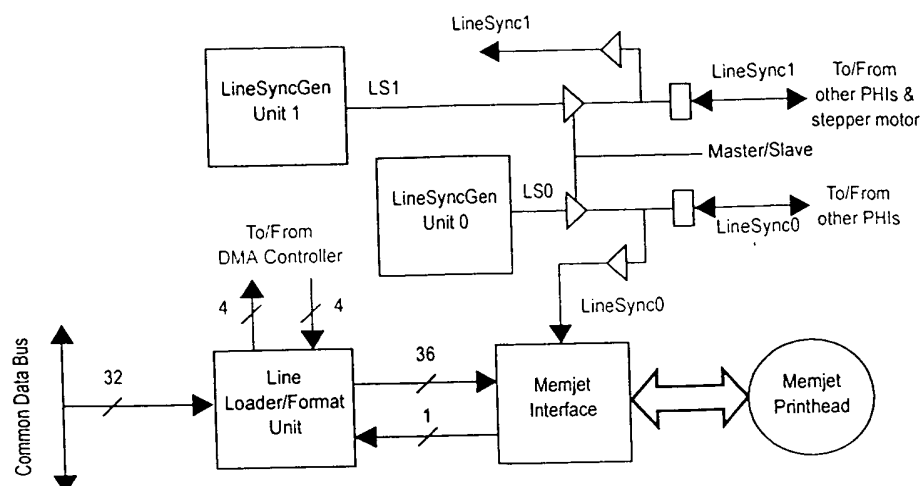 LineSync1
LineSyncGen
Unit 1
LS1
LineSync1
To/From
other PHIs &
stepper motor
Master/Slave
LineSyncGen
Unit 0
LS0
To/From
other PHIs
LineSync0
To/From
DMA Controller
4
4
LineSync0
Common Data Bus
32
Line
Loader/Format
Unit
36
1
Memjet
Interface
Memjet
Printhead